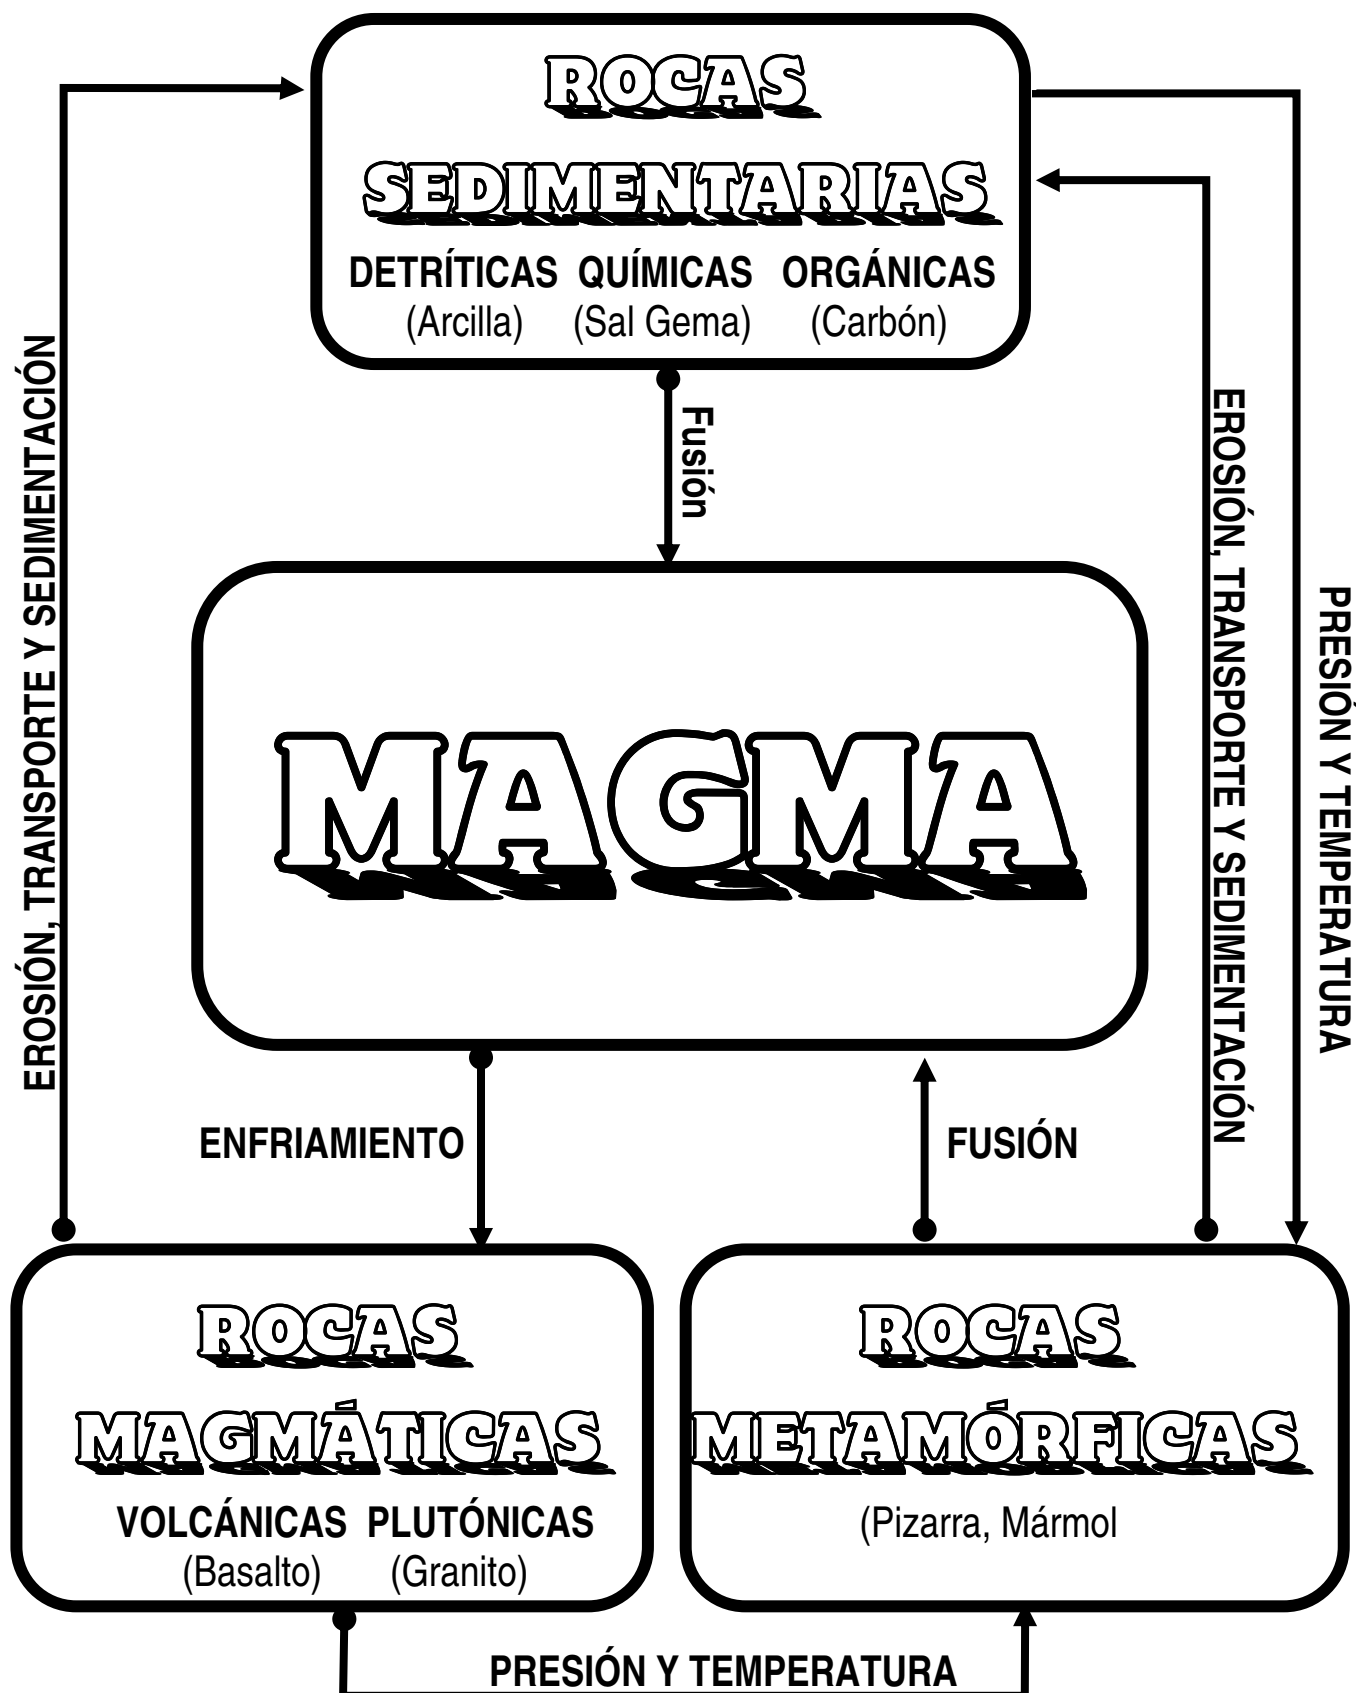 ROCAS
SEDIMENTARIAS
DETRÍTICAS QUÍMICAS ORGÁNICAS
(Arcilla) (Sal Gema) (Carbón)
Fusión
EROSIÓN, TRANSPORTE Y SEDIMENTACIÓN
EROSIÓN, TRANSPORTE Y SEDIMENTACIÓN
PRESIÓN Y TEMPERATURA
MAGMA
ENFRIAMIENTO
FUSIÓN
ROCAS
MAGMÁTICAS
VOLCÁNICAS PLUTÓNICAS
(Basalto) (Granito)
ROCAS
METAMÓRFICAS
(Pizarra, Mármol
PRESIÓN Y TEMPERATURA